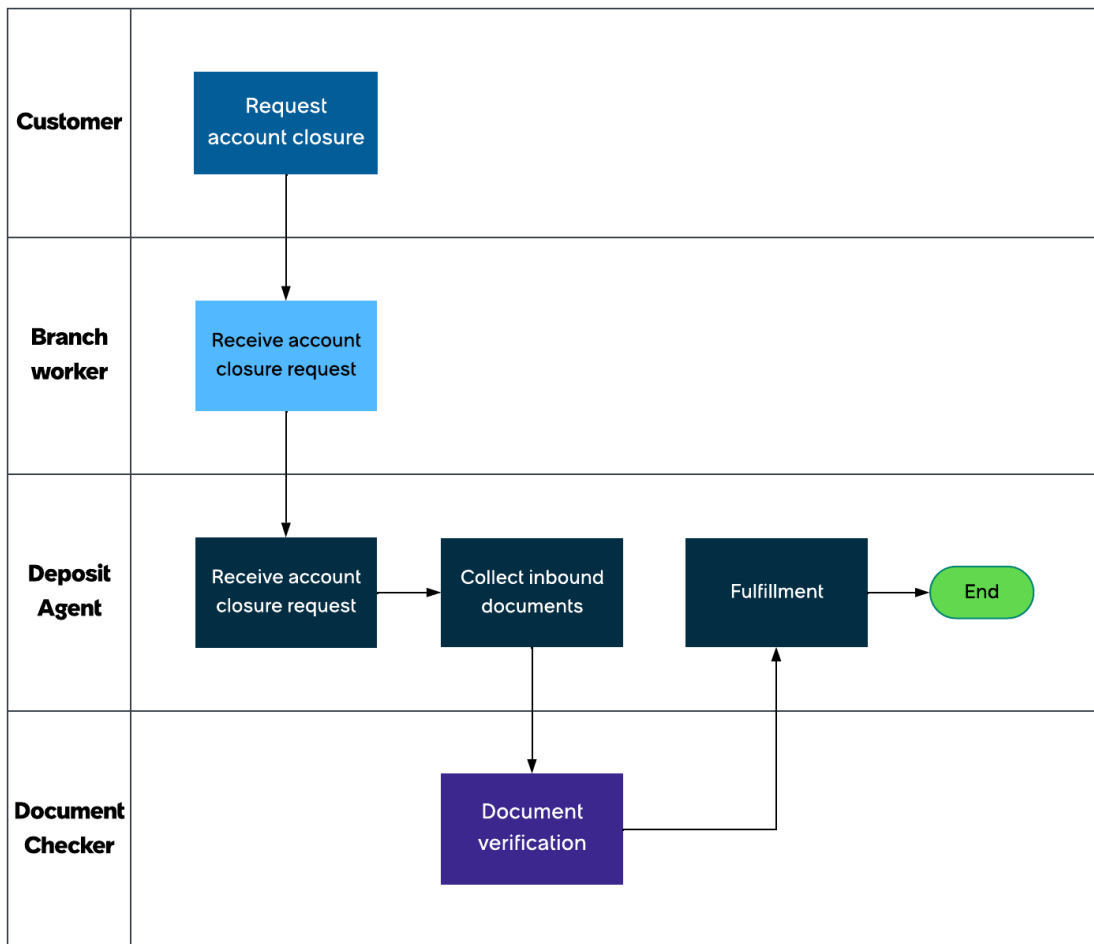 Customer
Request
account closure
Branch
worker
Receive account
closure request
Deposit
Agent
Receive account
closure request
Collect inbound
documents
Fulfillment
End
Document
Checker
Document
verification